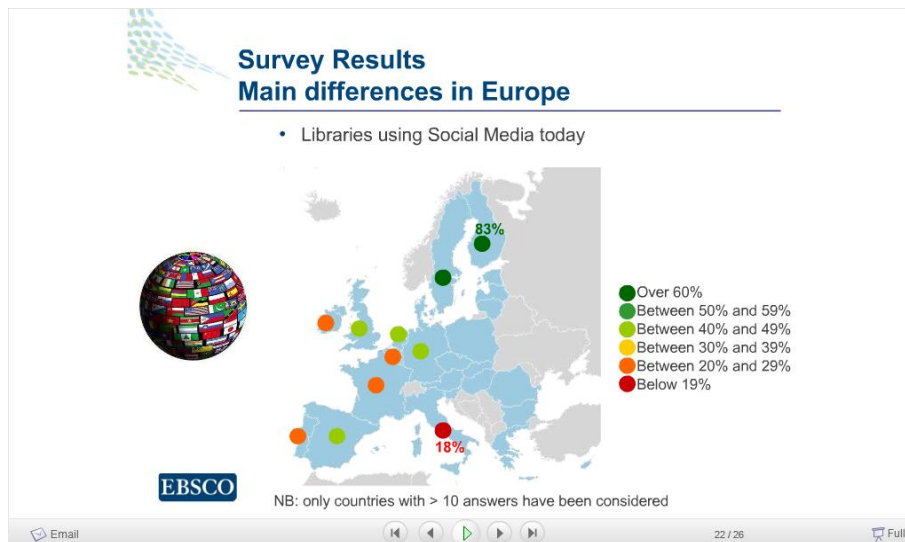 Survey Results
Main differences in Europe
• Libraries using Social Media today
83%
18%
Over 60%
Between 50% and 59%
Between 40% and 49%
Between 30% and 39%
Between 20% and 29%
Below 19%
EBSCO
NB: only countries with > 10 answers have been considered
Email
22 / 26
Full